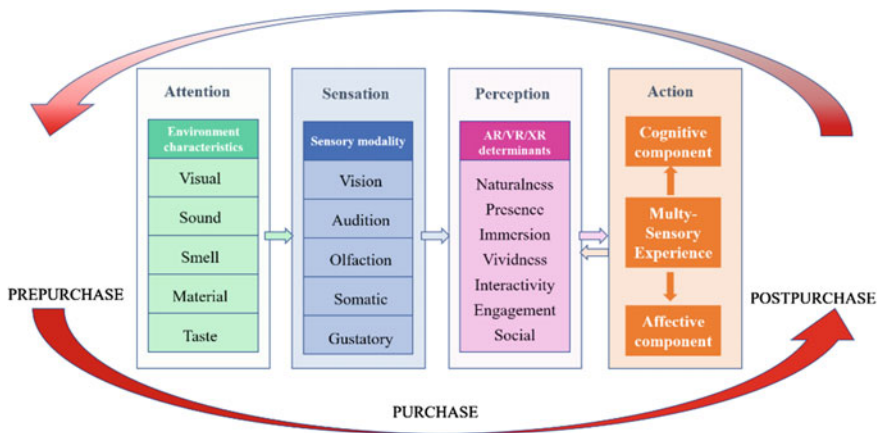 Attention
Environment
characteristics
Visual
Sound
Smell
Material
Taste
Sensation
Sensory modality
Vision
Audition
Olfaction
Somatic
Gustatory
Perception
AR/VR/XR
determinants
Naturalness
Presence
Immersion
Vividness
Interactivity
Engagement
Social
Action
Cognitive
component
Multy-
Sensory
Experience
Affective
component
PREPURCHASE
POSTPURCHASE
PURCHASE